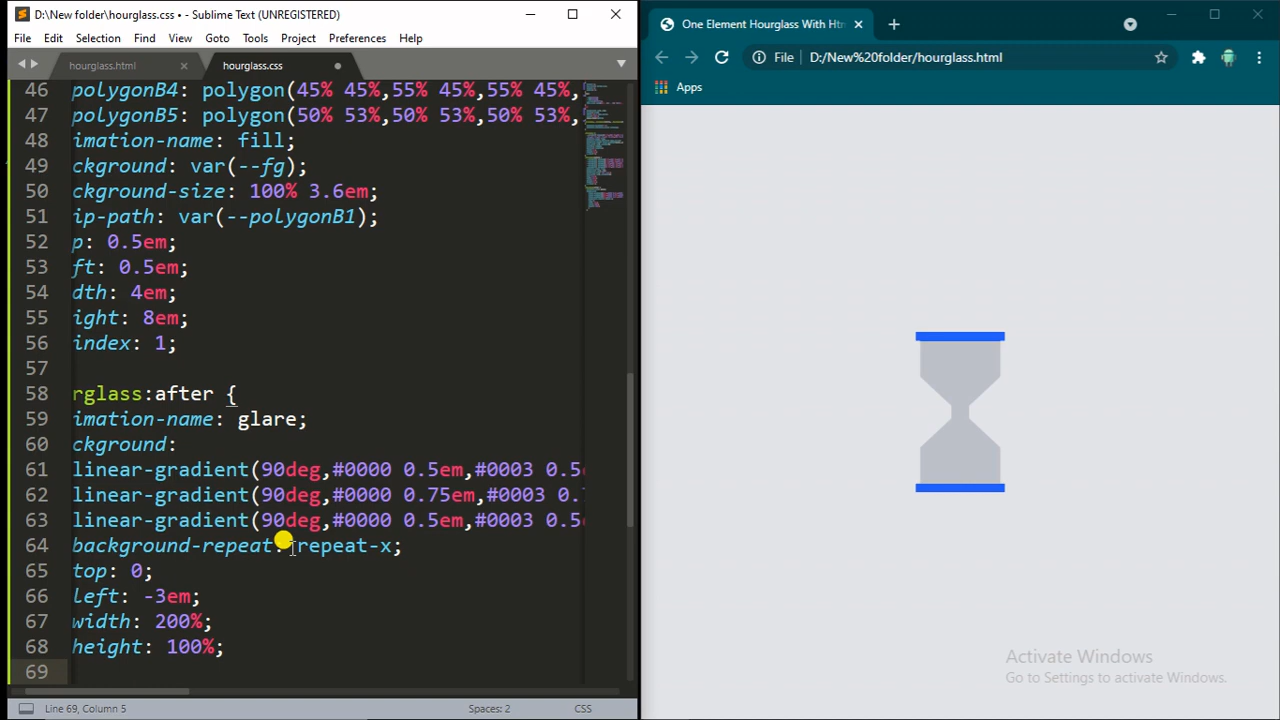 D:\New folder\hourglass.css • - Sublime Text (UNREGISTERED)
File Edit Selection Find View Goto Tools Project Preferences Help
hourglass.html
hourglass.css
46 polygonB4: polygon(45% 45%,55% 45%,55% 45%,
47 polygonB5: polygon(50% 53%,50% 53%,50% 53%,
48 imation-name: fill;
49 ckground: var(--fg);
50 ckground-size: 100% 3.6em;
51 ip-path: var(--polygonB1);
52 p: 0.5em;
53 ft: 0.5em;
54 dth: 4em;
55 ight: 8em;
56 index: 1;
57
58 rglass:after {
59 imation-name: glare;
60 ckground:
61 linear-gradient(90deg,#0000 0.5em,#0003 0.5e
62 linear-gradient(90deg,#0000 0.75em,#0003 0.7
63 linear-gradient(90deg,#0000 0.5em,#0003 0.5e
64 background-repeat: repeat-x;
65 top: 0;
66 left: -3em;
67 width: 200%;
68 height: 100%;
69
Line 69, Column 5
Spaces: 2
CSS
One Element Hourglass With Htm
File
D:/New%20folder/hourglass.html
Apps
Activate Windows
Go to Settings to activate Windows.